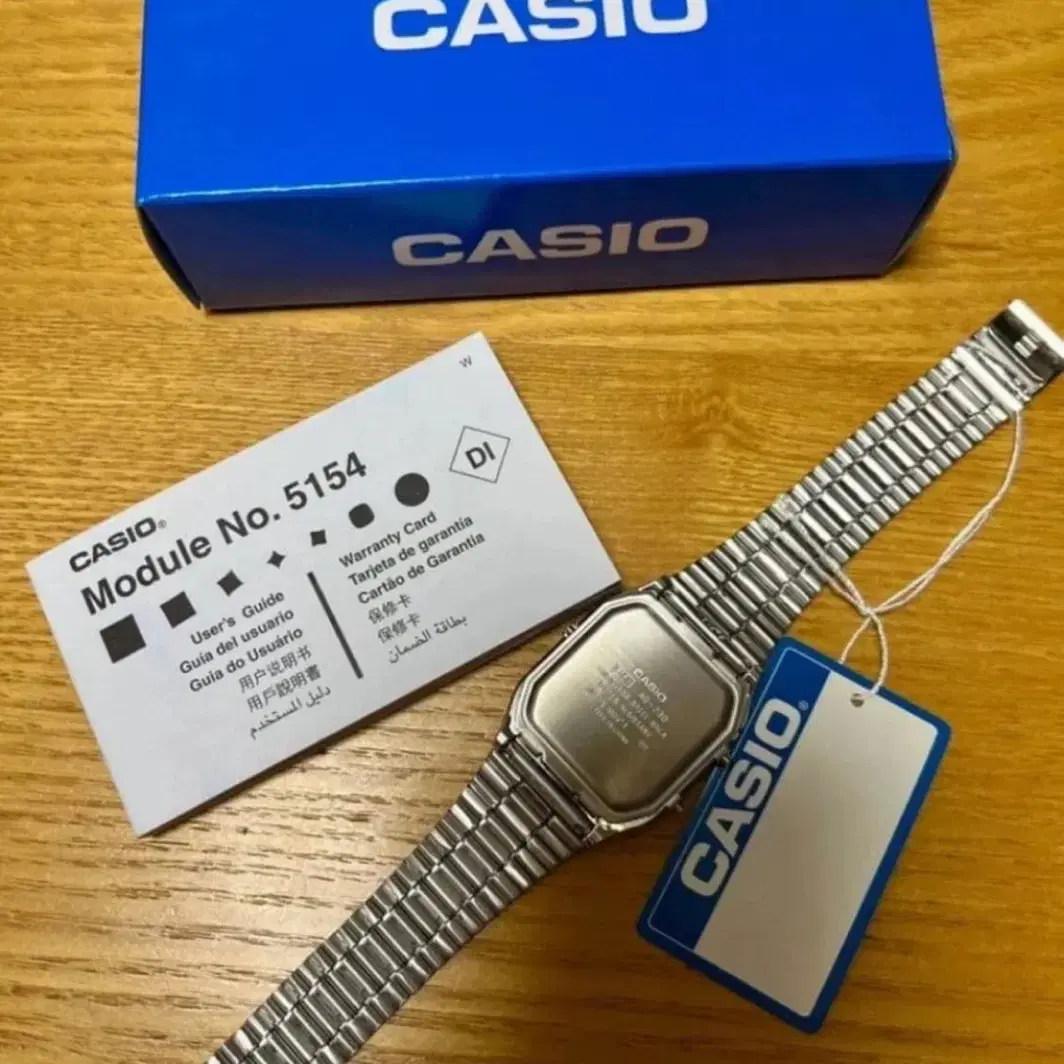 CASIO
CASIO
W
CASIO®
Module No. 5154
DI
User's Guide
Guía del usuario
Guia do Usuário
用户说明书
用戶說明書
دليل المستخدم
Warranty Card
Tarjeta de garantía
Cartão de Garantia
保修卡
保修卡
بطاقة الضمان
CASIO
CASIO®